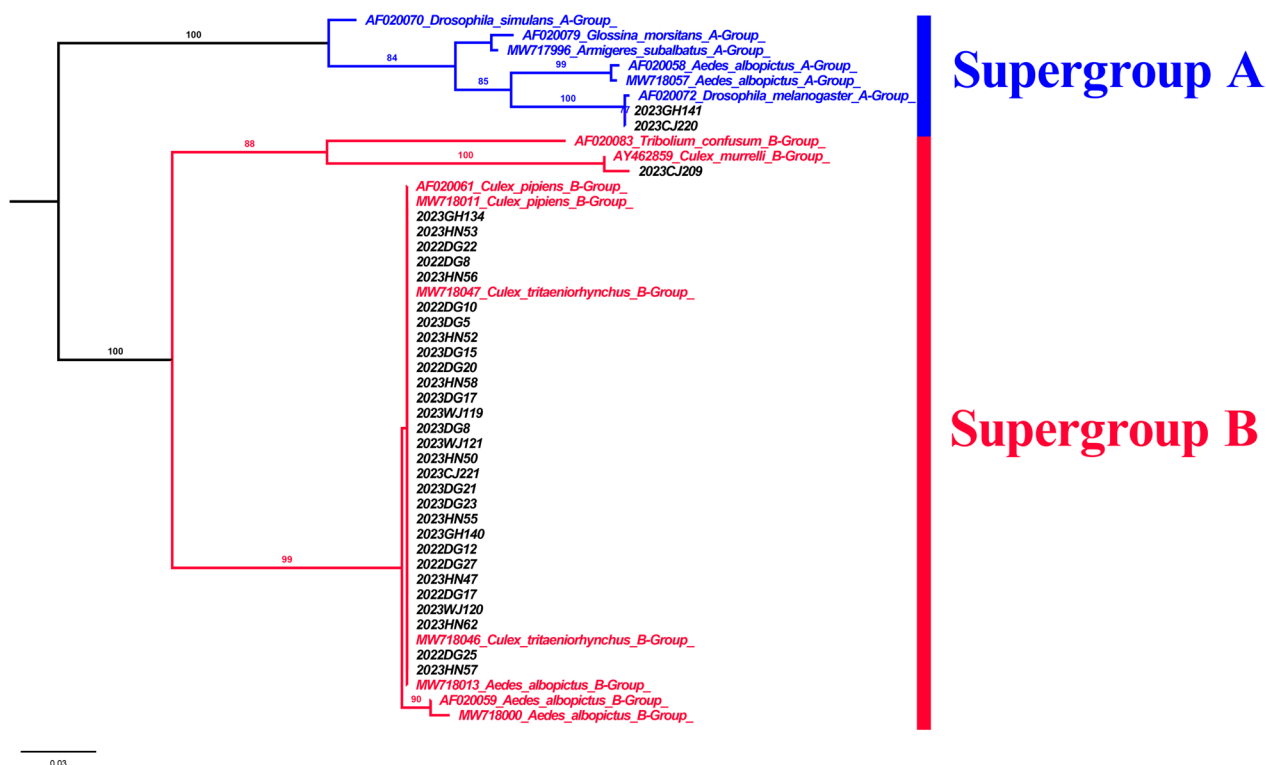 AF020070_Drosophila_simulans_A-Group_
100
AF020079_Glossina_morsitans_A-Group_
MW717996_Armigeres_subalbatus_A-Group_
84
99
AF020058_Aedes_albopictus_A-Group_
MW718057_Aedes_albopictus_A-Group_
85
100
AF020072_Drosophila_melanogaster_A-Group_
77
2023GH141
2023CJ220
Supergroup A
88
AF020083_Tribolium_confusum_B-Group_
100
AY462859_Culex_murrelli_B-Group_
2023CJ209
AF020061_Culex_pipiens_B-Group_
MW718011_Culex_pipiens_B-Group_
2023GH134
2023HN53
2022DG22
2022DG8
2023HN56
MW718047_Culex_tritaeniorhynchus_B-Group_
2022DG10
2023DG5
2023HN52
100
2023DG15
2022DG20
2023HN58
2023DG17
2023WJ119
2023DG8
Supergroup B
2023WJ121
2023HN50
2023CJ221
2023DG21
2023DG23
2023HN55
2023GH140
2022DG12
99
2022DG27
2023HN47
2022DG17
2023WJ120
2023HN62
MW718046_Culex_tritaeniorhynchus_B-Group_
2022DG25
2023HN57
MW718013_Aedes_albopictus_B-Group_
90
AF020059_Aedes_albopictus_B-Group_
MW718000_Aedes_albopictus_B-Group_
0.03